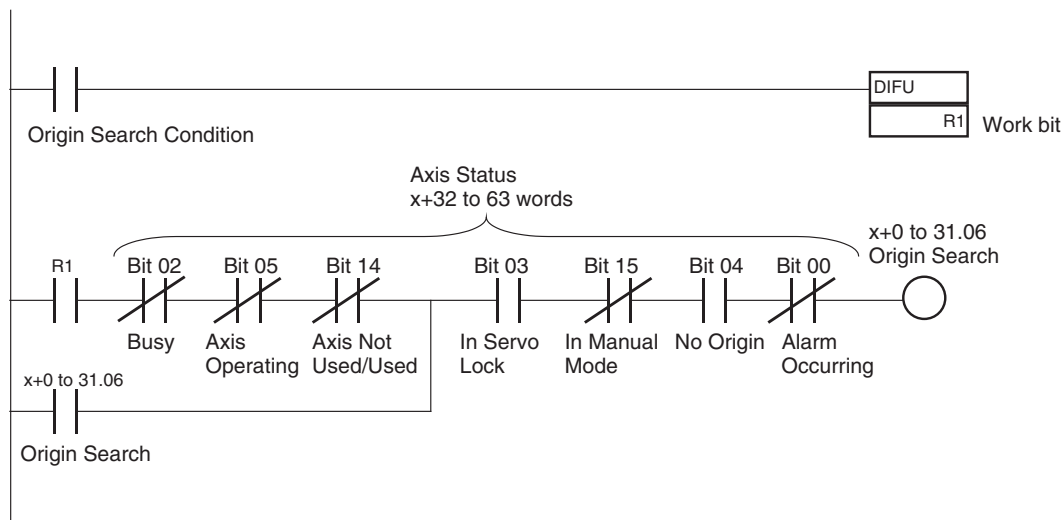 DIFU
R1 Work bit
Origin Search Condition
Axis Status
x+32 to 63 words
x+0 to 31.06
Origin Search
R1 Bit 02 Bit 05 Bit 14 Bit 03 Bit 15 Bit 04 Bit 00
Busy Axis Axis Not In Servo In Manual No Origin Alarm
Operating Used/Used Lock Mode Occurring
x+0 to 31.06
Origin Search